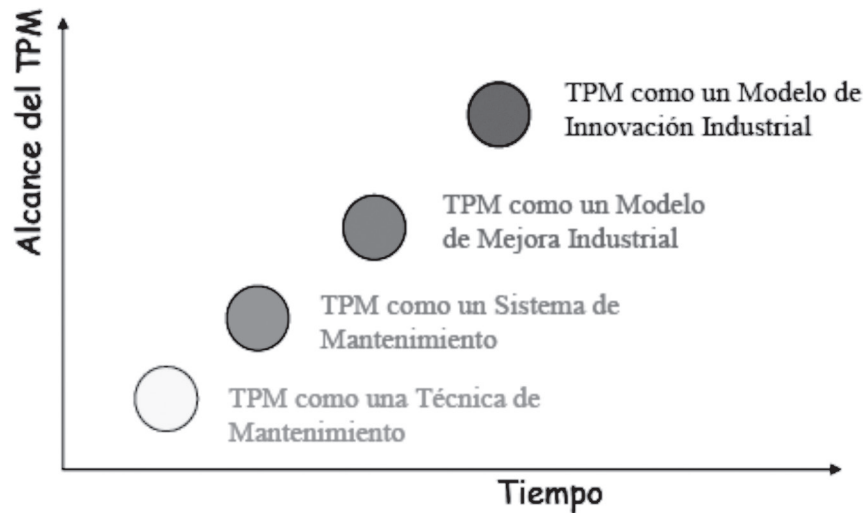 Alcance del TPM
TPM como un Modelo de
Innovación Industrial
TPM como un Modelo
de Mejora Industrial
TPM como un Sistema de
Mantenimiento
TPM como una Técnica de
Mantenimiento
Tiempo